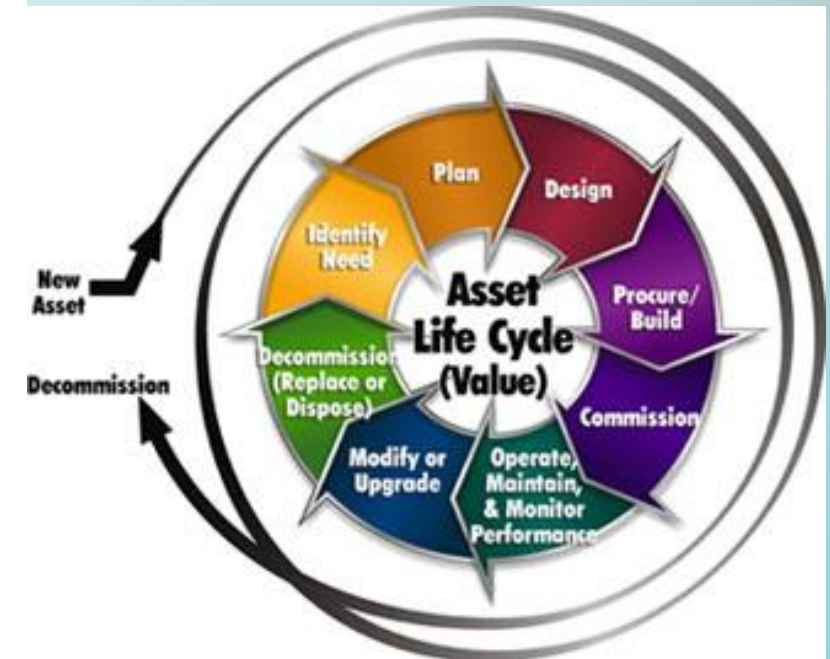 Plan
Design
Identify
Need
New
Asset
Asset
Life Cycle
(Value)
Procure/
Build
Decommission
Decommission
(Replace or
Dispose)
Commission
Modify or
Upgrade
Operate,
Maintain,
& Monitor
Performance